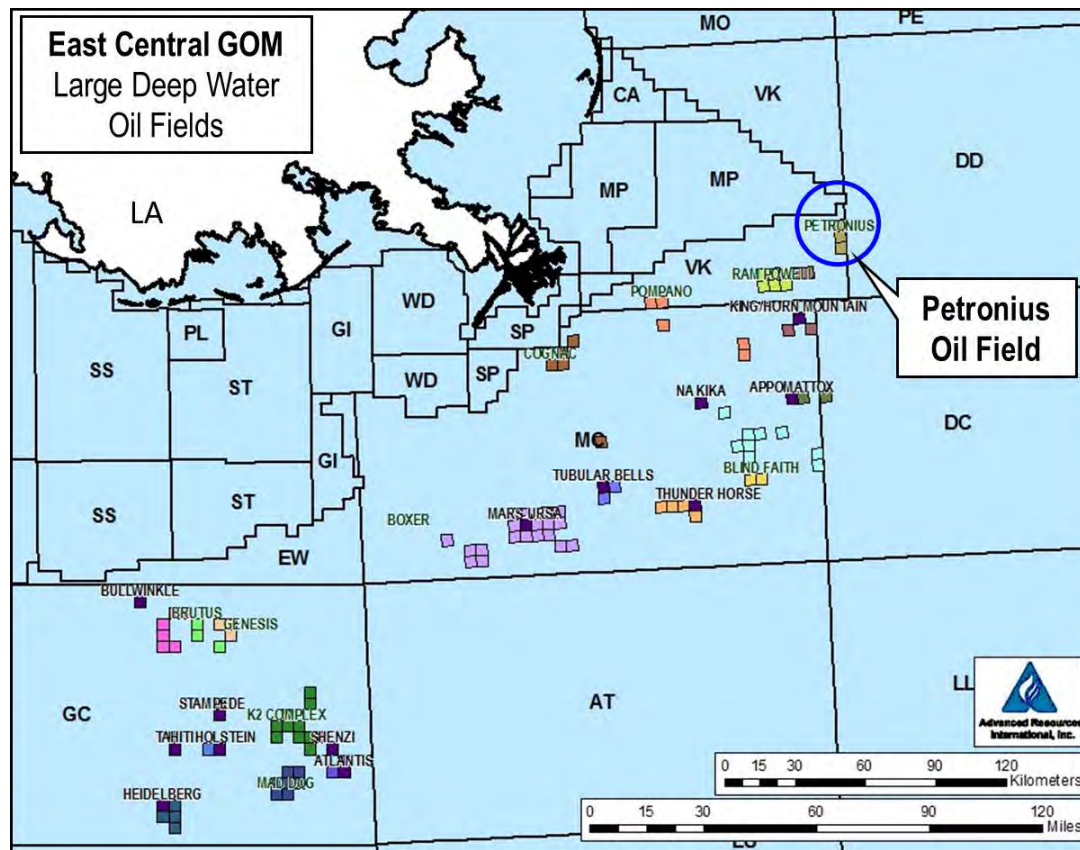 East Central GOM
Large Deep Water
Oil Fields
MO
PE
CA
VK
DD
MP
MP
LA
PETRONIUS
VK
RAM POWELL
POMPANO
KING/HORN MOUNTAIN
Petronius
Oil Field
WD
GI
PL
SP
COGNAC
SS
ST
WD
SP
NA KIKA
APPOMATTOX
DC
MC
GI
BLIND FAITH
TUBULAR BELLS
THUNDER HORSE
SS
ST
BOXER
MARS URSA
EW
BULLWINKLE
BRUTUS
GENESIS
STAMPEDE
GC
K2 COMPLEX
AT
LL
TAHITI
HOLSTEIN
SHENZI
ATLANTIS
MAD DOG
HEIDELBERG
Advanced Resources
International, Inc.
0 15 30 60 90 120
Kilometers
0 15 30 60 90 120
Miles